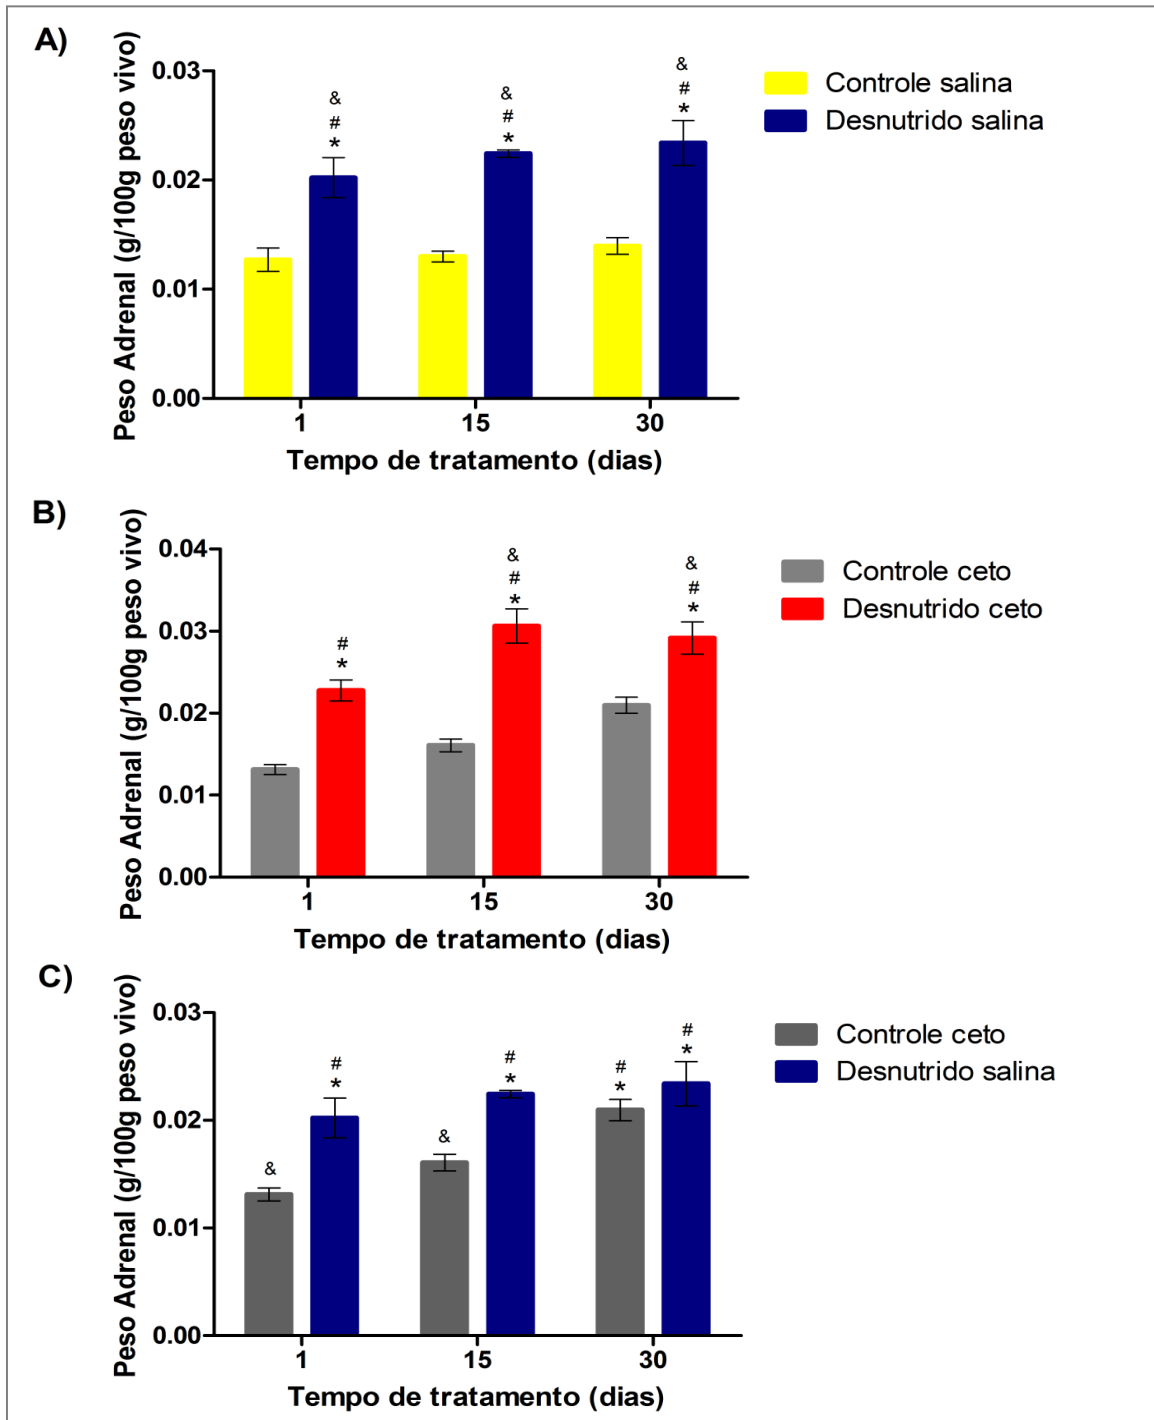 A)
Peso Adrenal (g/100g peso vivo)
0.03
0.02
0.01
0.00
& & &
# # #
* * *
1 15 30
Tempo de tratamento (dias)
Controle salina
Desnutrido salina
B)
Peso Adrenal (g/100g peso vivo)
0.04
0.03
0.02
0.01
0.00
& &
# # #
* * *
1 15 30
Tempo de tratamento (dias)
Controle ceto
Desnutrido ceto
C)
Peso Adrenal (g/100g peso vivo)
0.03
0.02
0.01
0.00
& # & # # #
* * * *
1 15 30
Tempo de tratamento (dias)
Controle ceto
Desnutrido salina